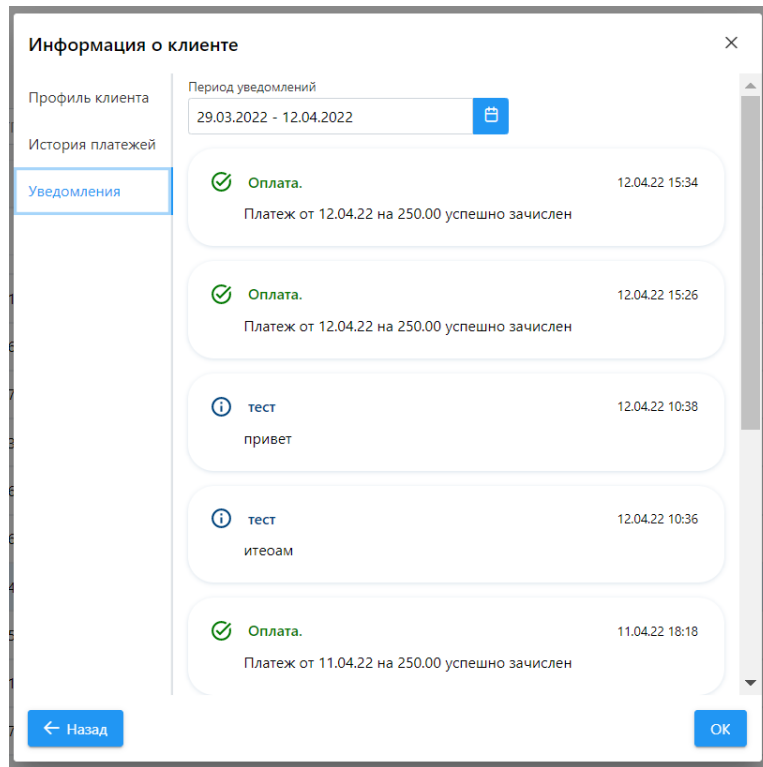 Информация о клиенте
Профиль клиента
История платежей
Уведомления
Период уведомлений
29.03.2022 - 12.04.2022
Оплата. 12.04.22 15:34
Платеж от 12.04.22 на 250.00 успешно зачислен
Оплата. 12.04.22 15:26
Платеж от 12.04.22 на 250.00 успешно зачислен
тест 12.04.22 10:38
привет
тест 12.04.22 10:36
итеоам
Оплата. 11.04.22 18:18
Платеж от 11.04.22 на 250.00 успешно зачислен
Назад
OK